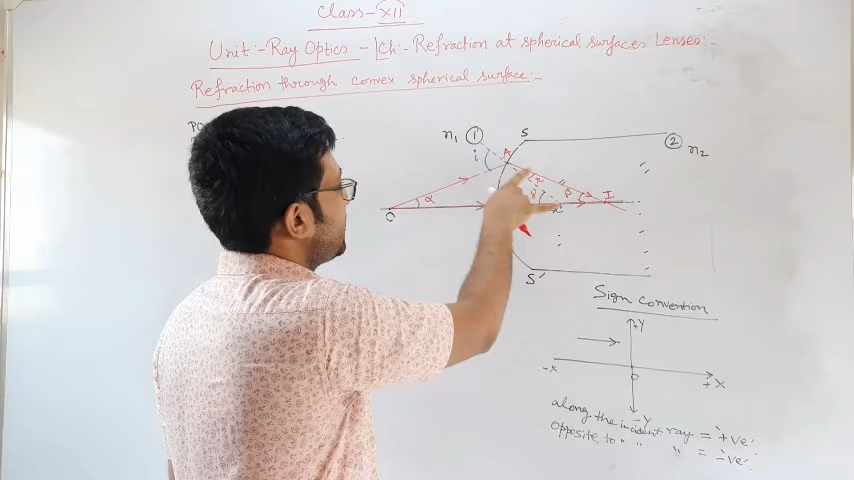 Class-XII
Unit:-Ray Optics - [Ch:- Refraction at spherical surfaces: Lenses:-
Refraction through convex spherical surface:-
n₁ ① S ② n₂
A
i
r
α γ β I
O C
S'
Sign convention
+Y
-X O +X
-Y
along the incident ray = '+ve'
opposite to " " " = '-ve'